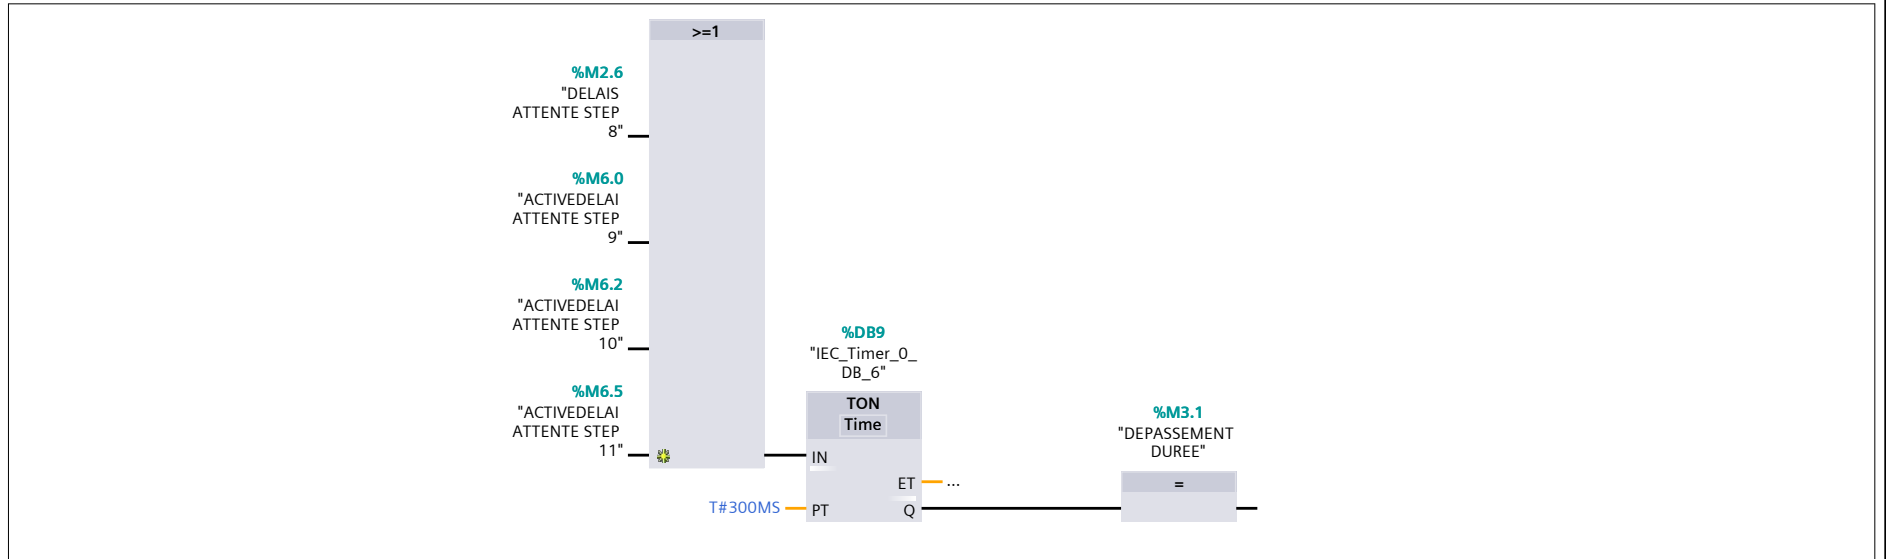 >=1
%M2.6
"DELAIS
ATTENTE STEP
8"
%M6.0
"ACTIVEDELAI
ATTENTE STEP
9"
%M6.2
"ACTIVEDELAI
ATTENTE STEP
10"
%M6.5
"ACTIVEDELAI
ATTENTE STEP
11"
%DB9
"IEC_Timer_0_
DB_6"
TON
Time
IN
ET ...
T#300MS PT Q
%M3.1
"DEPASSEMENT
DUREE"
=